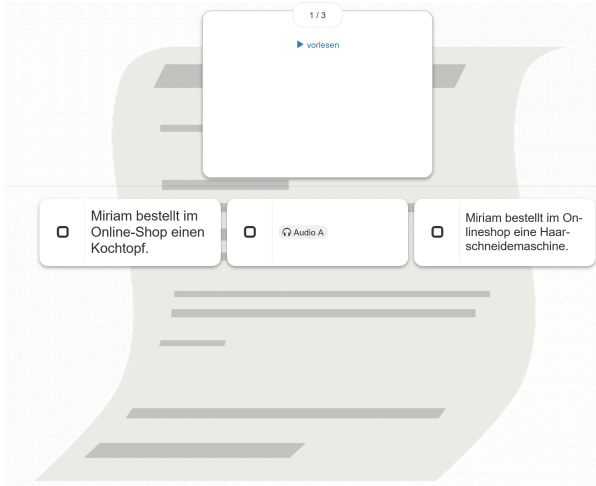 1 / 3
vorlesen
Miriam bestellt im
Online-Shop einen
Kochtopf.
Audio A
Miriam bestellt im On-
lineshop eine Haar-
schneidemaschine.